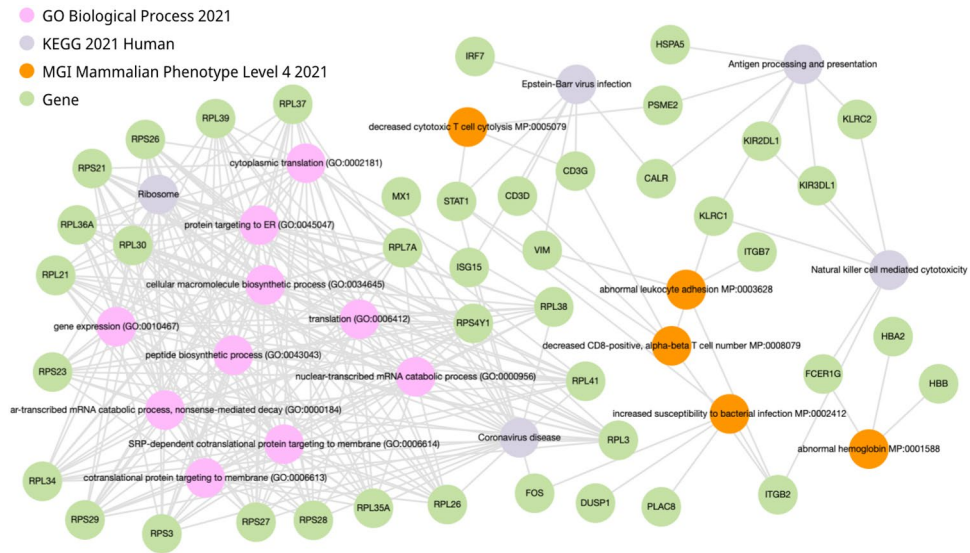 GO Biological Process 2021
KEGG 2021 Human
MGI Mammalian Phenotype Level 4 2021
Gene
HSPA5
IRF7
Antigen processing and presentation
Epstein-Barr virus infection
RPL37
PSME2
RPL39
KLRC2
decreased cytotoxic T cell cytolysis MP:0005079
RPS26
KIR2DL1
cytoplasmic translation (GO:0002181)
RPS21
CD3G
CALR
KIR3DL1
Ribosome
MX1
CD3D
STAT1
KLRC1
RPL36A
protein targeting to ER (GO:0045047)
RPL30
RPL7A
VIM
ITGB7
ISG15
Natural killer cell mediated cytotoxicity
RPL21
cellular macromolecule biosynthetic process (GO:0034645)
abnormal leukocyte adhesion MP:0003628
RPL38
translation (GO:0006412)
RPS4Y1
gene expression (GO:0010467)
HBA2
decreased CD8-positive, alpha-beta T cell number MP:0008079
peptide biosynthetic process (GO:0043043)
RPS23
nuclear-transcribed mRNA catabolic process (GO:0000956)
RPL41
FCER1G
HBB
ar-transcribed mRNA catabolic process, nonsense-mediated decay (GO:0000184)
increased susceptibility to bacterial infection MP:0002412
Coronavirus disease
RPL3
SRP-dependent cotranslational protein targeting to membrane (GO:0006614)
abnormal hemoglobin MP:0001588
cotranslational protein targeting to membrane (GO:0006613)
RPL34
FOS
ITGB2
DUSP1
RPL26
PLAC8
RPL35A
RPS29
RPS27
RPS28
RPS3